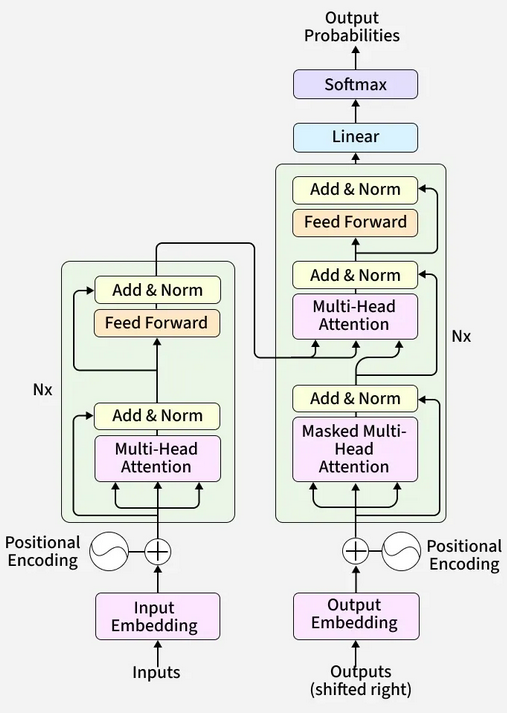 Output
Probabilities
Softmax
Linear
Add & Norm
Feed Forward
Add & Norm
Multi-Head
Attention
Nx
Add & Norm
Masked Multi-
Head
Attention
Positional
Encoding
Output
Embedding
Outputs
(shifted right)
Add & Norm
Feed Forward
Nx
Add & Norm
Multi-Head
Attention
Positional
Encoding
Input
Embedding
Inputs